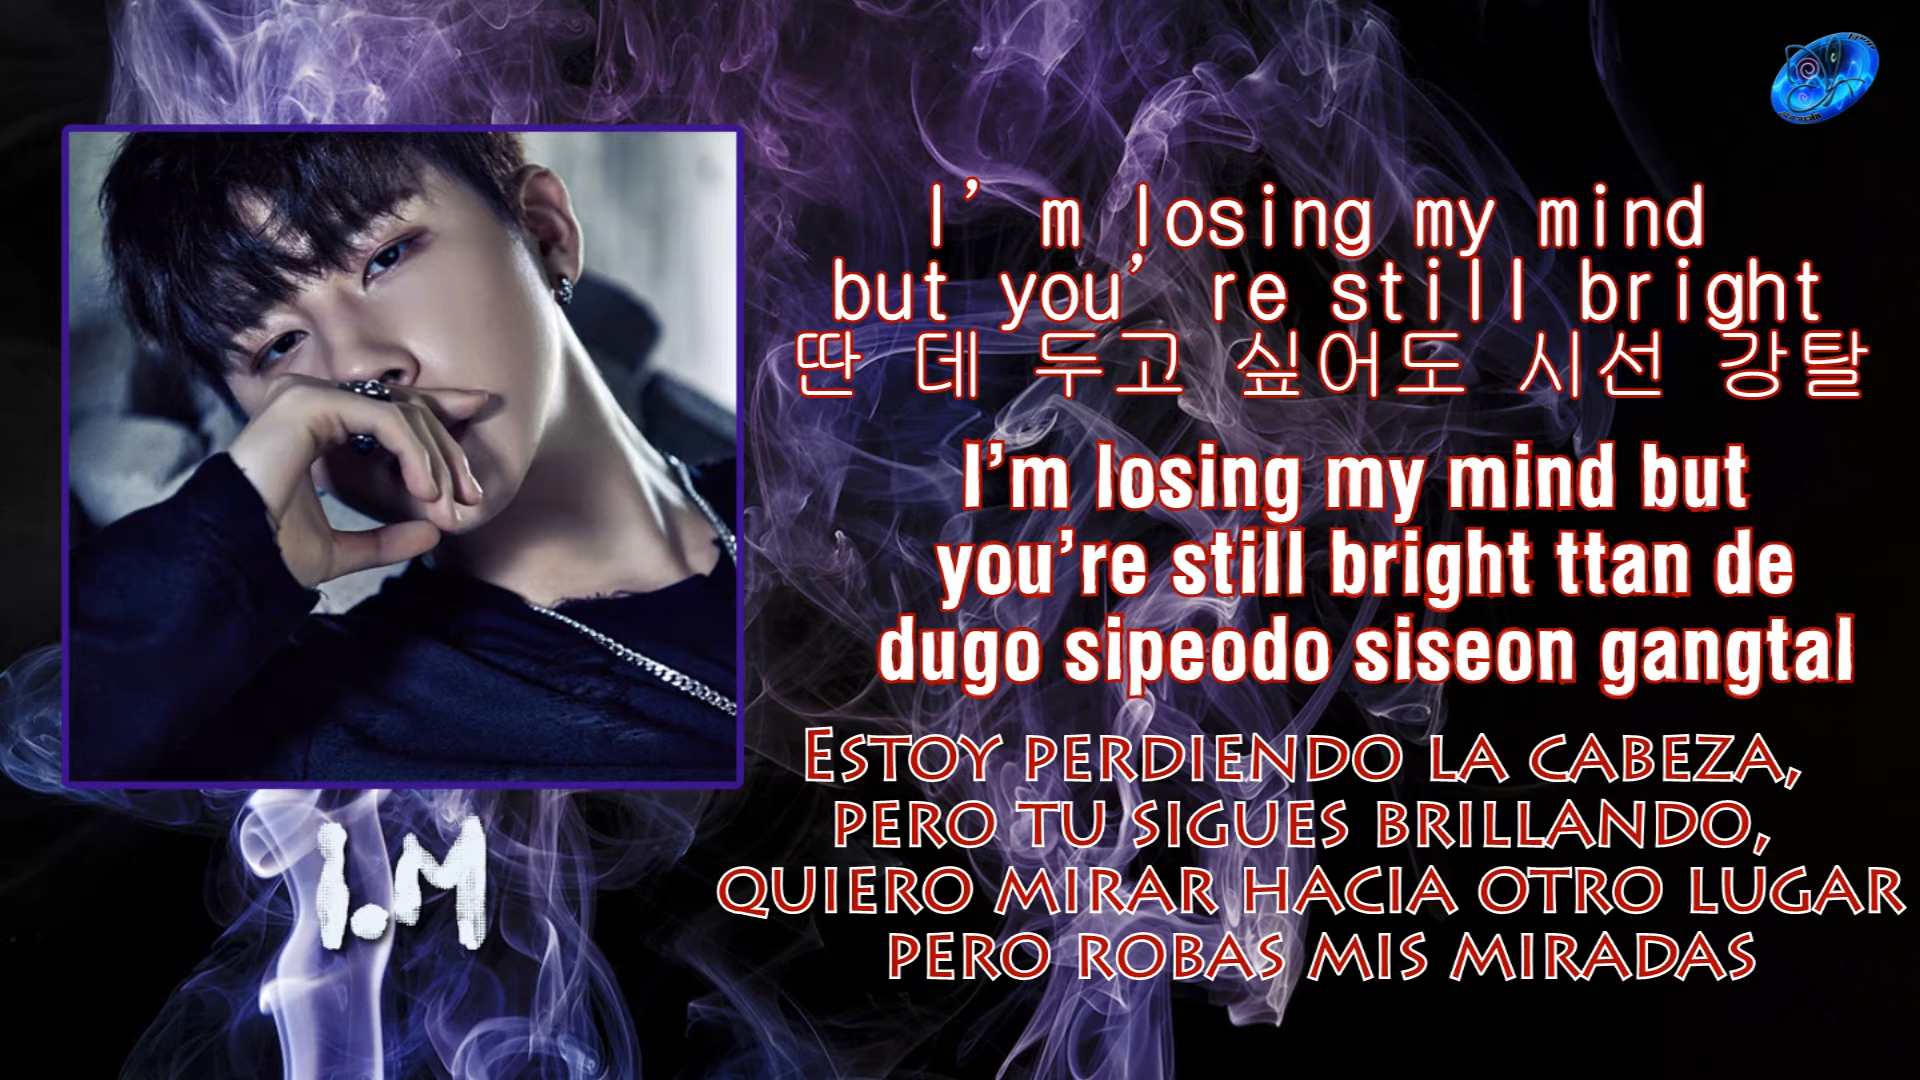 I'm losing my mind
but you're still bright
딴 데 두고 싶어도 시선 강탈
I'm losing my mind but
you're still bright ttan de
dugo sipeodo siseon gangtal
Estoy perdiendo la cabeza,
pero tu sigues brillando,
quiero mirar hacia otro lugar
pero robas mis miradas
I.M